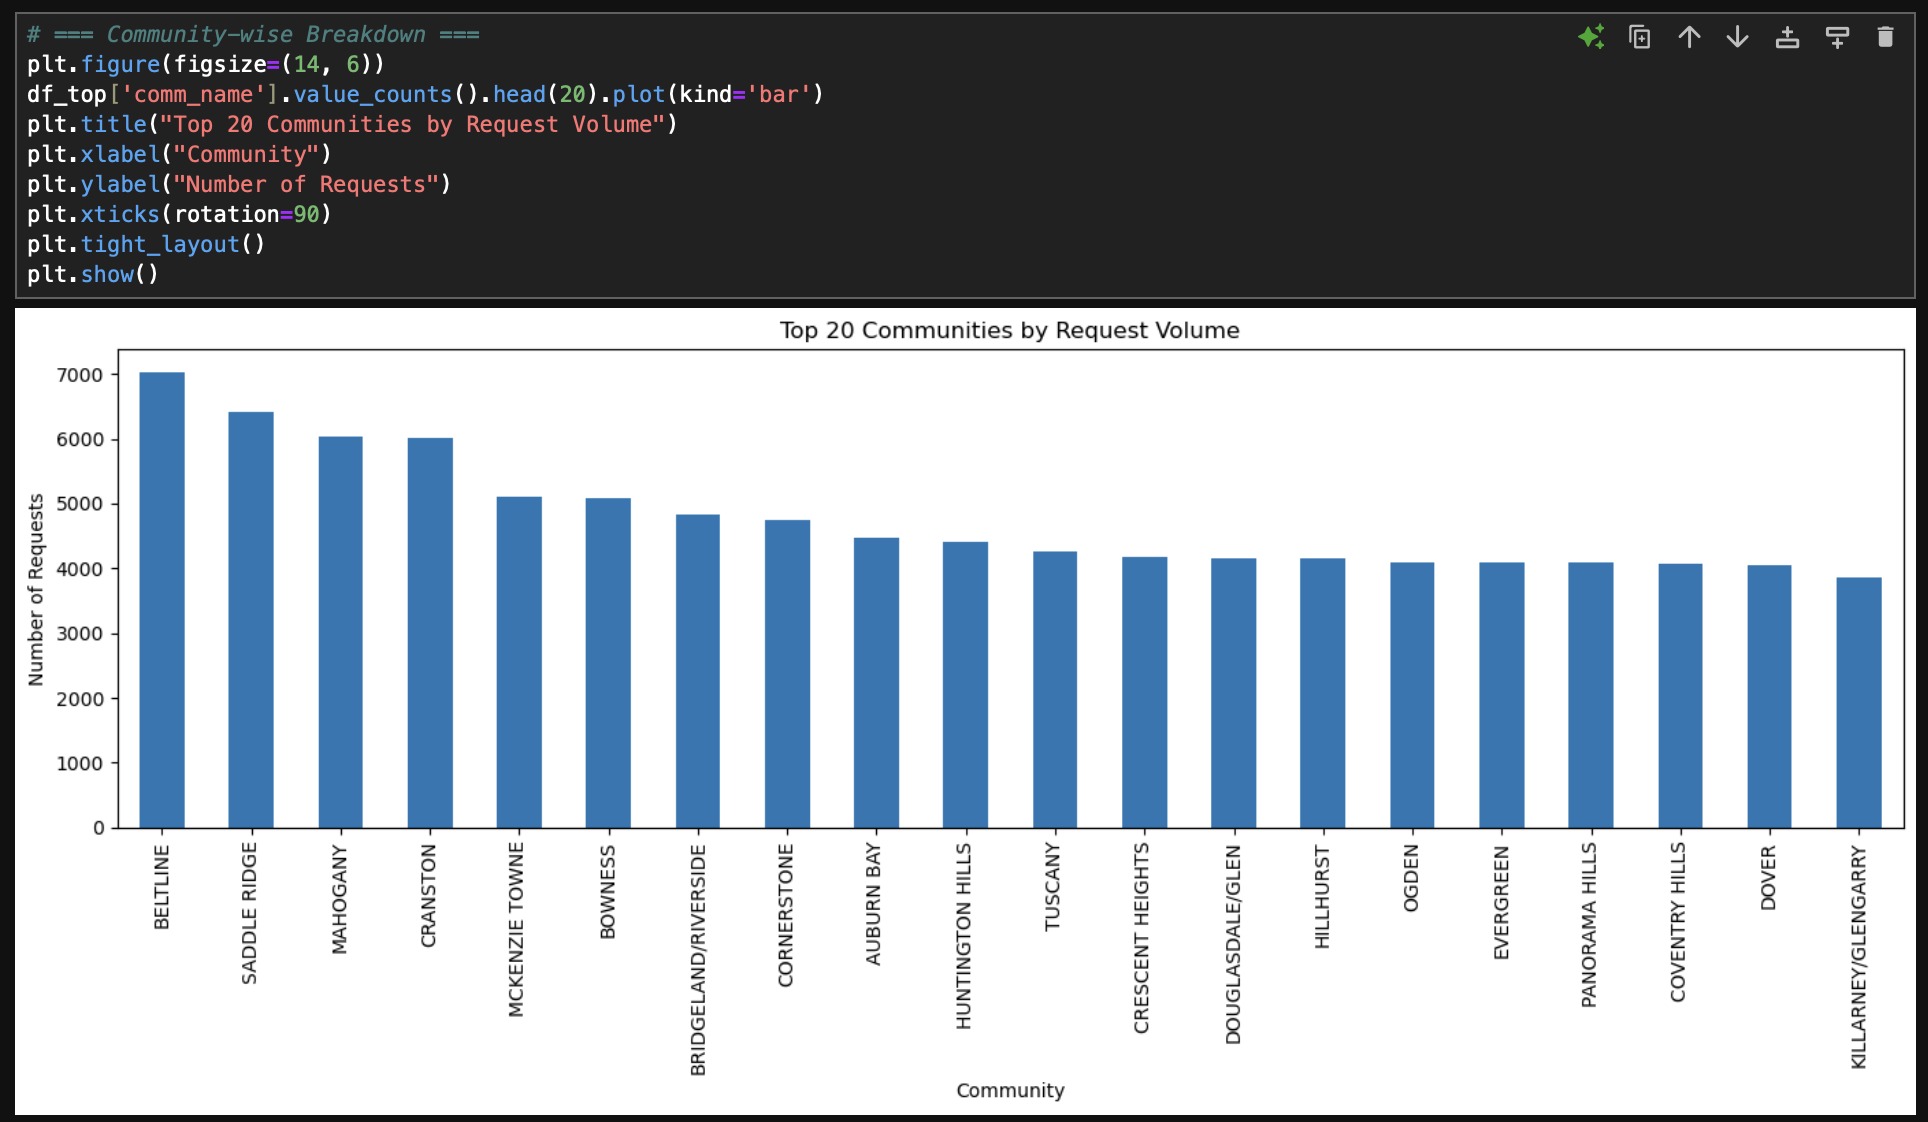 # === Community-wise Breakdown ===
plt.figure(figsize=(14, 6))
df_top['comm_name'].value_counts().head(20).plot(kind='bar')
plt.title("Top 20 Communities by Request Volume")
plt.xlabel("Community")
plt.ylabel("Number of Requests")
plt.xticks(rotation=90)
plt.tight_layout()
plt.show()
Top 20 Communities by Request Volume
Number of Requests
7000
6000
5000
4000
3000
2000
1000
0
BELTLINE
SADDLE RIDGE
MAHOGANY
CRANSTON
MCKENZIE TOWNE
BOWNESS
BRIDGELAND/RIVERSIDE
CORNERSTONE
AUBURN BAY
HUNTINGTON HILLS
TUSCANY
CRESCENT HEIGHTS
DOUGLASDALE/GLEN
HILLHURST
OGDEN
EVERGREEN
PANORAMA HILLS
COVENTRY HILLS
DOVER
KILLARNEY/GLENGARRY
Community